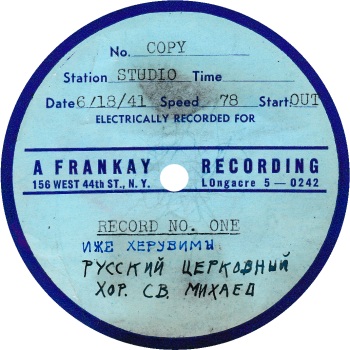 No. COPY
Station STUDIO Time
Date 6/18/41 Speed 78 Start OUT
ELECTRICALLY RECORDED FOR
A FRANKAY RECORDING
156 WEST 44th ST., N. Y. LOngacre 5 — 0242
RECORD NO. ONE
ИЖЕ ХЕРУВИМЫ
РУССКИЙ ЦЕРКОВНЫЙ
ХОР. СВ. МИХАЕЛ